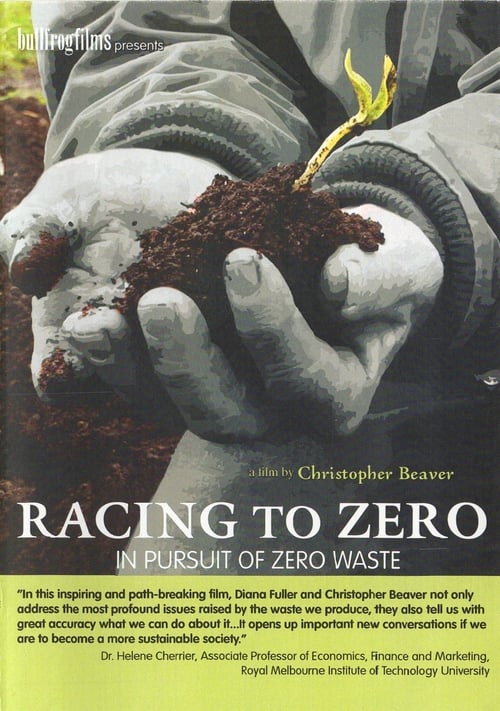 bullfrogfilms presents
a film by Christopher Beaver
RACING TO ZERO
IN PURSUIT OF ZERO WASTE
"In this inspiring and path-breaking film, Diana Fuller and Christopher Beaver not only
address the most profound issues raised by the waste we produce, they also tell us with
great accuracy what we can do about it...It opens up important new conversations if we
are to become a more sustainable society."
Dr. Helene Cherrier, Associate Professor of Economics, Finance and Marketing,
Royal Melbourne Institute of Technology University